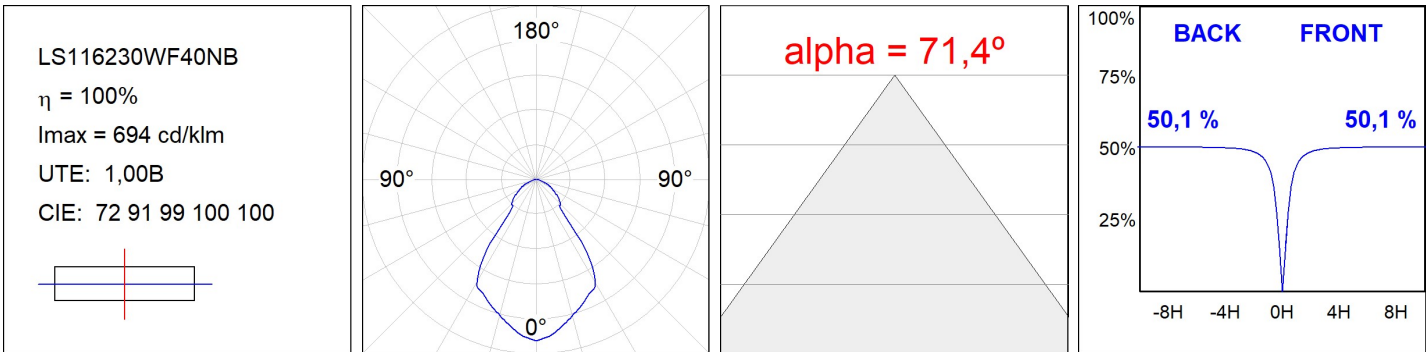 LS116230WF40NB
η = 100%
Imax = 694 cd/klm
UTE: 1,00B
CIE: 72 91 99 100 100
180°
90° 90°
0°
alpha = 71,4º
100%
BACK FRONT
75%
50,1 % 50,1 %
50%
25%
-8H -4H 0H 4H 8H